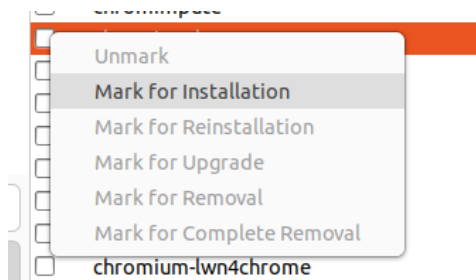 Unmark
Mark for Installation
Mark for Reinstallation
Mark for Upgrade
Mark for Removal
Mark for Complete Removal
chromium-lwn4chrome